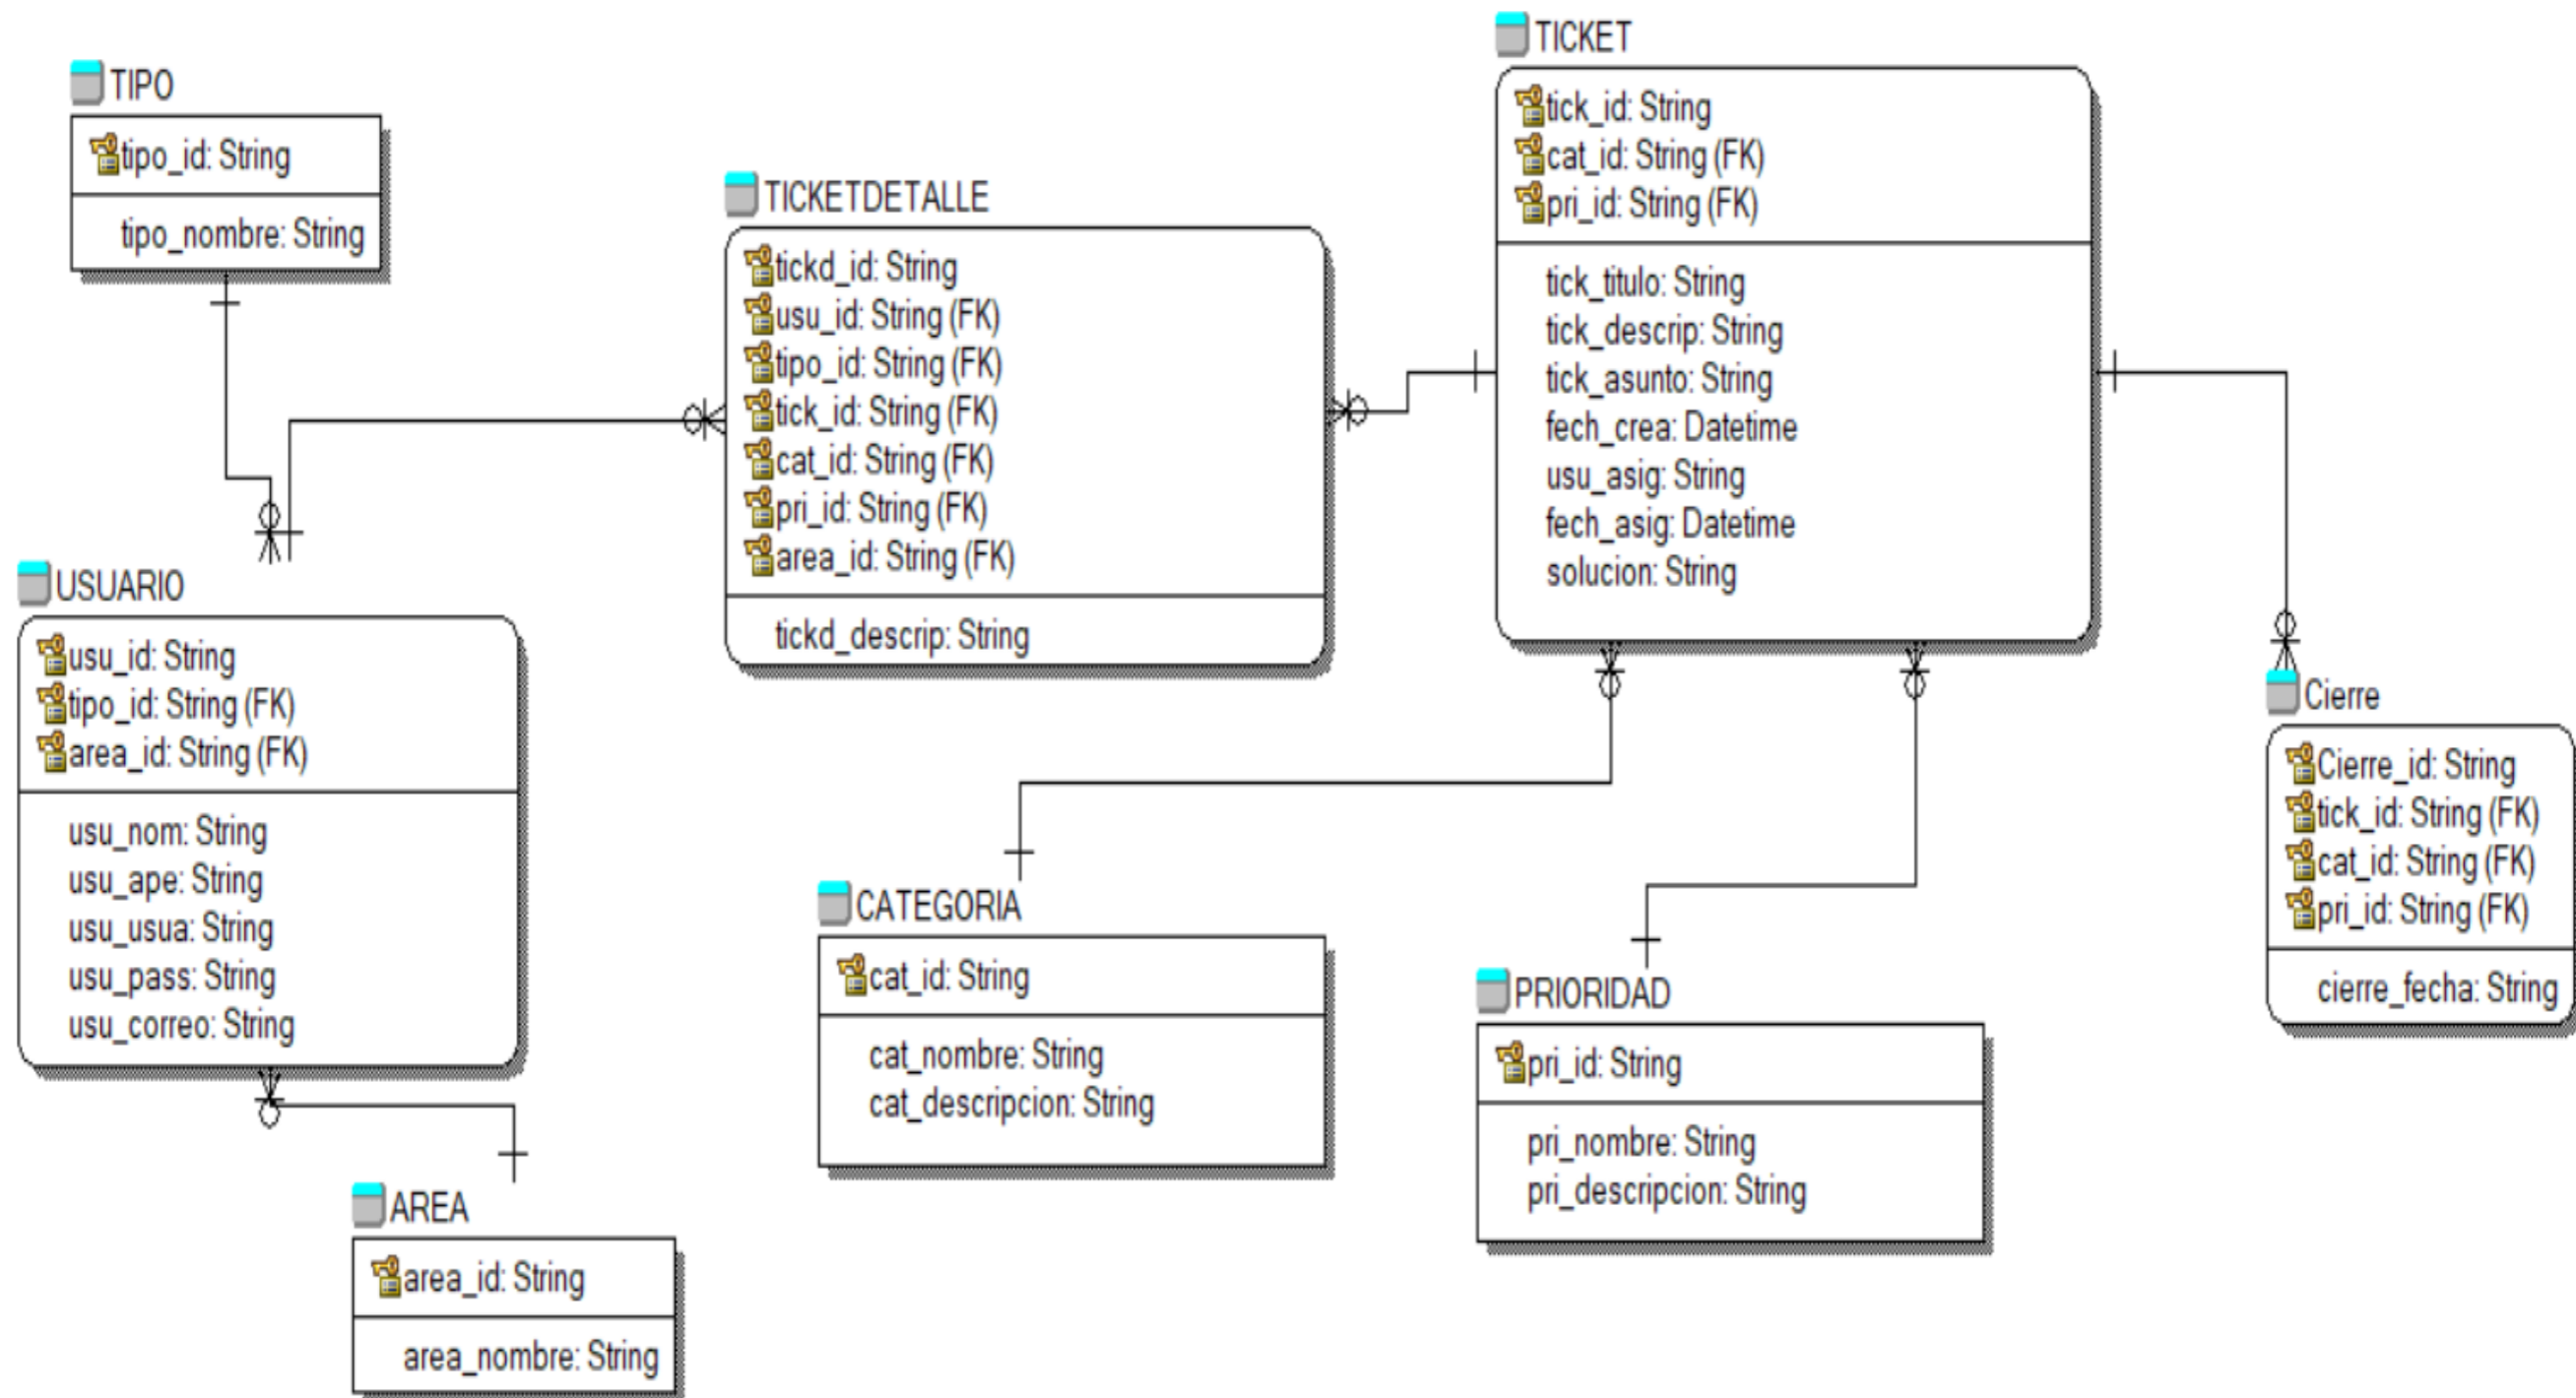 TIPO
tipo_id: String
tipo_nombre: String
TICKETDETALLE
tickd_id: String
usu_id: String (FK)
tipo_id: String (FK)
tick_id: String (FK)
cat_id: String (FK)
pri_id: String (FK)
area_id: String (FK)
tickd_descrip: String
TICKET
tick_id: String
cat_id: String (FK)
pri_id: String (FK)
tick_titulo: String
tick_descrip: String
tick_asunto: String
fech_crea: Datetime
usu_asig: String
fech_asig: Datetime
solucion: String
USUARIO
usu_id: String
tipo_id: String (FK)
area_id: String (FK)
usu_nom: String
usu_ape: String
usu_usua: String
usu_pass: String
usu_correo: String
Cierre
Cierre_id: String
tick_id: String (FK)
cat_id: String (FK)
pri_id: String (FK)
cierre_fecha: String
CATEGORIA
cat_id: String
cat_nombre: String
cat_descripcion: String
PRIORIDAD
pri_id: String
pri_nombre: String
pri_descripcion: String
AREA
area_id: String
area_nombre: String